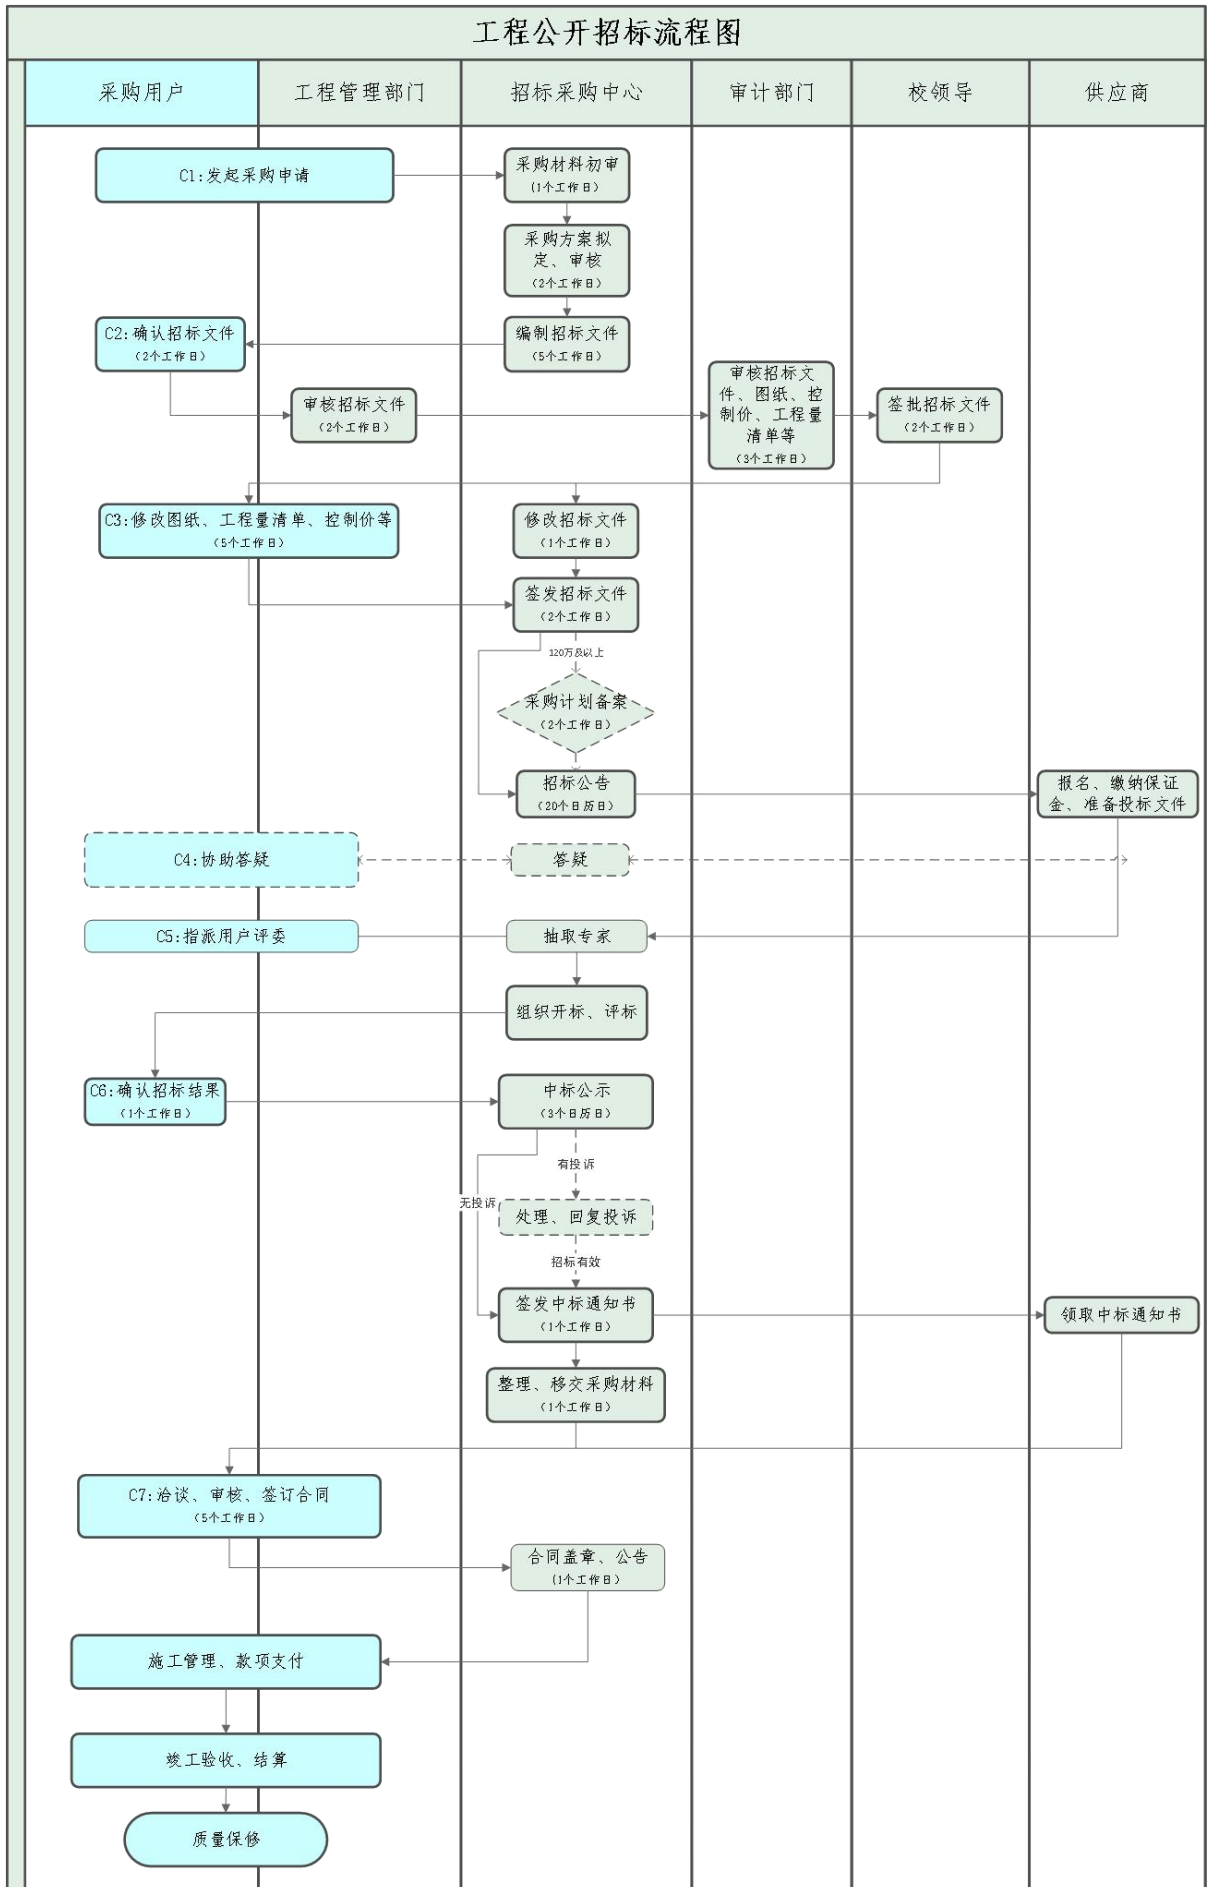 工程公开招标流程图
采购用户
工程管理部门
招标采购中心
审计部门
校领导
供应商
C1:发起采购申请
采购材料初审
(1个工作日)
采购方案拟
定、审核
(2个工作日)
C2:确认招标文件
(2个工作日)
编制招标文件
(5个工作日)
审核招标文件
(2个工作日)
审核招标文
件、图纸、控
制价、工程量
清单等
(3个工作日)
签批招标文件
(2个工作日)
C3:修改图纸、工程量清单、控制价等
(5个工作日)
修改招标文件
(1个工作日)
签发招标文件
(2个工作日)
120万及以上
采购计划备案
(2个工作日)
招标公告
(20个日历日)
报名、缴纳保证
金、准备投标文件
C4:协助答疑
答疑
C5:指派用户评委
抽取专家
组织开标、评标
C6:确认招标结果
(1个工作日)
中标公示
(3个日历日)
有投诉
无投诉
处理、回复投诉
招标有效
签发中标通知书
(1个工作日)
领取中标通知书
整理、移交采购材料
(1个工作日)
C7:洽谈、审核、签订合同
(5个工作日)
合同盖章、公告
(1个工作日)
施工管理、款项支付
竣工验收、结算
质量保修